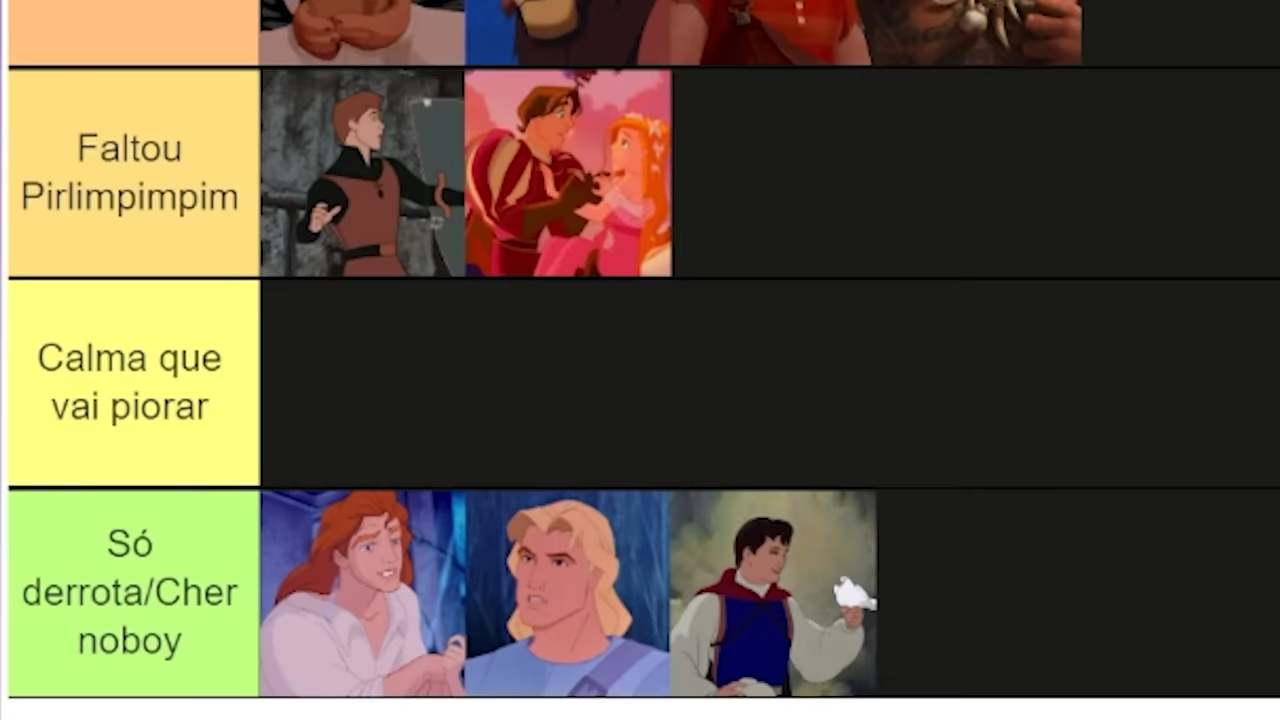 Faltou
Pirlimpimpim
Calma que
vai piorar
Só
derrota/Cher
noboy